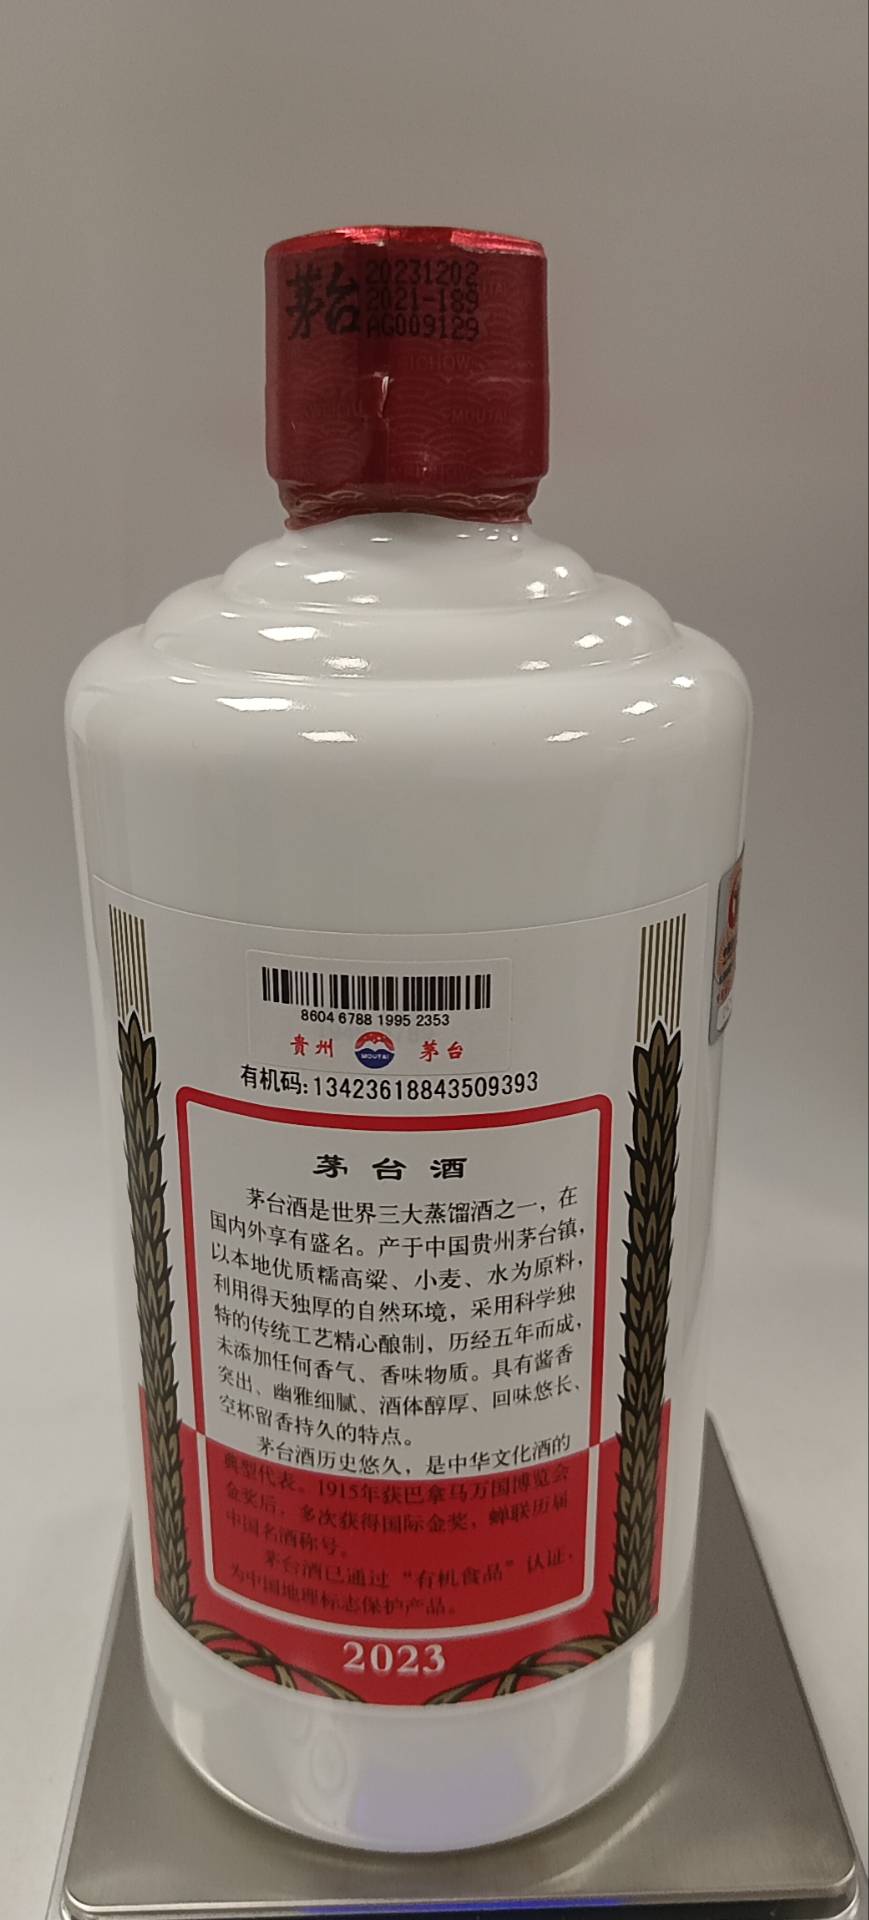 茅台
20231202
2021-189
AG009129
MOUTAI
8604 6788 1995 2353
贵州 MOUTAI 茅台
有机码:13423618843509393
茅台酒
茅台酒是世界三大蒸馏酒之一，在
国内外享有盛名。产于中国贵州茅台镇，
以本地优质糯高粱、小麦、水为原料，
利用得天独厚的自然环境，采用科学独
特的传统工艺精心酿制，历经五年而成，
未添加任何香气、香味物质。具有酱香
突出、幽雅细腻、酒体醇厚、回味悠长、
空杯留香持久的特点。
茅台酒历史悠久，是中华文化酒的
典型代表。1915年获巴拿马万国博览会
金奖后，多次获得国际金奖，蝉联历届
中国名酒称号。
茅台酒已通过“有机食品”认证，
为中国地理标志保护产品。
2023